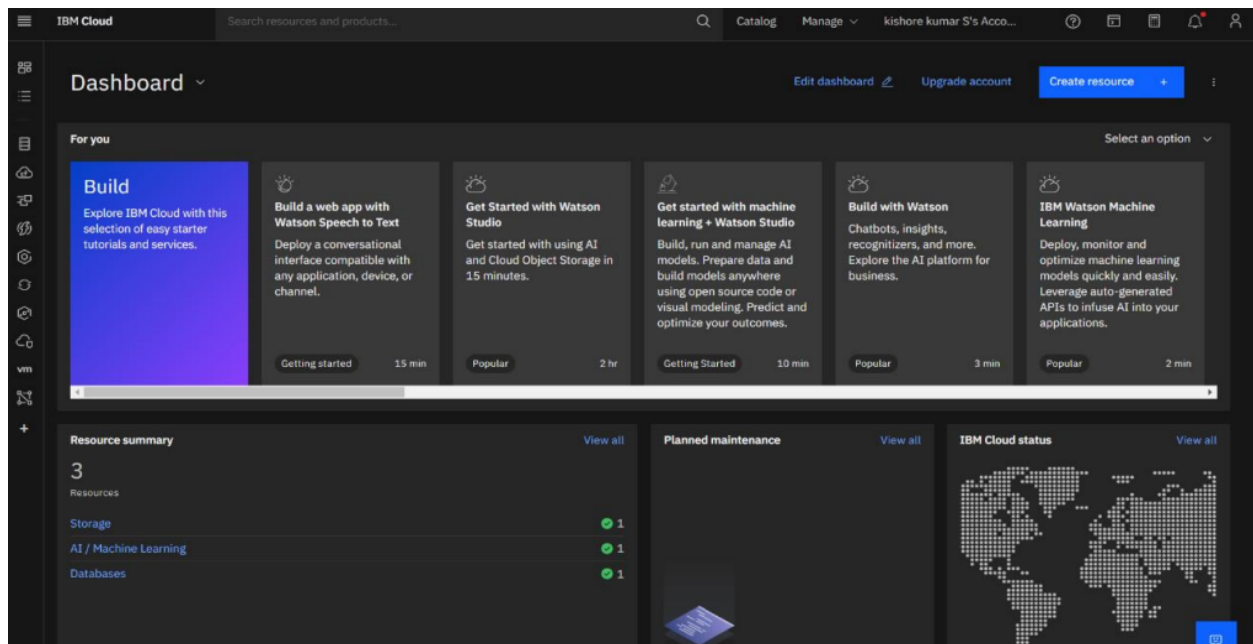 IBM Cloud
Search resources and products...
Catalog
Manage
kishore kumar S's Acco...
Dashboard
Edit dashboard
Upgrade account
Create resource +
For you
Select an option
Build
Explore IBM Cloud with this
selection of easy starter
tutorials and services.
Build a web app with
Watson Speech to Text
Deploy a conversational
interface compatible with
any application, device, or
channel.
Getting started 15 min
Get Started with Watson
Studio
Get started with using AI
and Cloud Object Storage in
15 minutes.
Popular 2 hr
Get started with machine
learning + Watson Studio
Build, run and manage AI
models. Prepare data and
build models anywhere
using open source code or
visual modeling. Predict and
optimize your outcomes.
Getting Started 10 min
Build with Watson
Chatbots, insights,
recognitizers, and more.
Explore the AI platform for
business.
Popular 3 min
IBM Watson Machine
Learning
Deploy, monitor and
optimize machine learning
models quickly and easily.
Leverage auto-generated
APIs to infuse AI into your
applications.
Popular 2 min
vm
+
Resource summary View all
3
Resources
Storage 1
AI / Machine Learning 1
Databases 1
Planned maintenance View all
IBM Cloud status View all